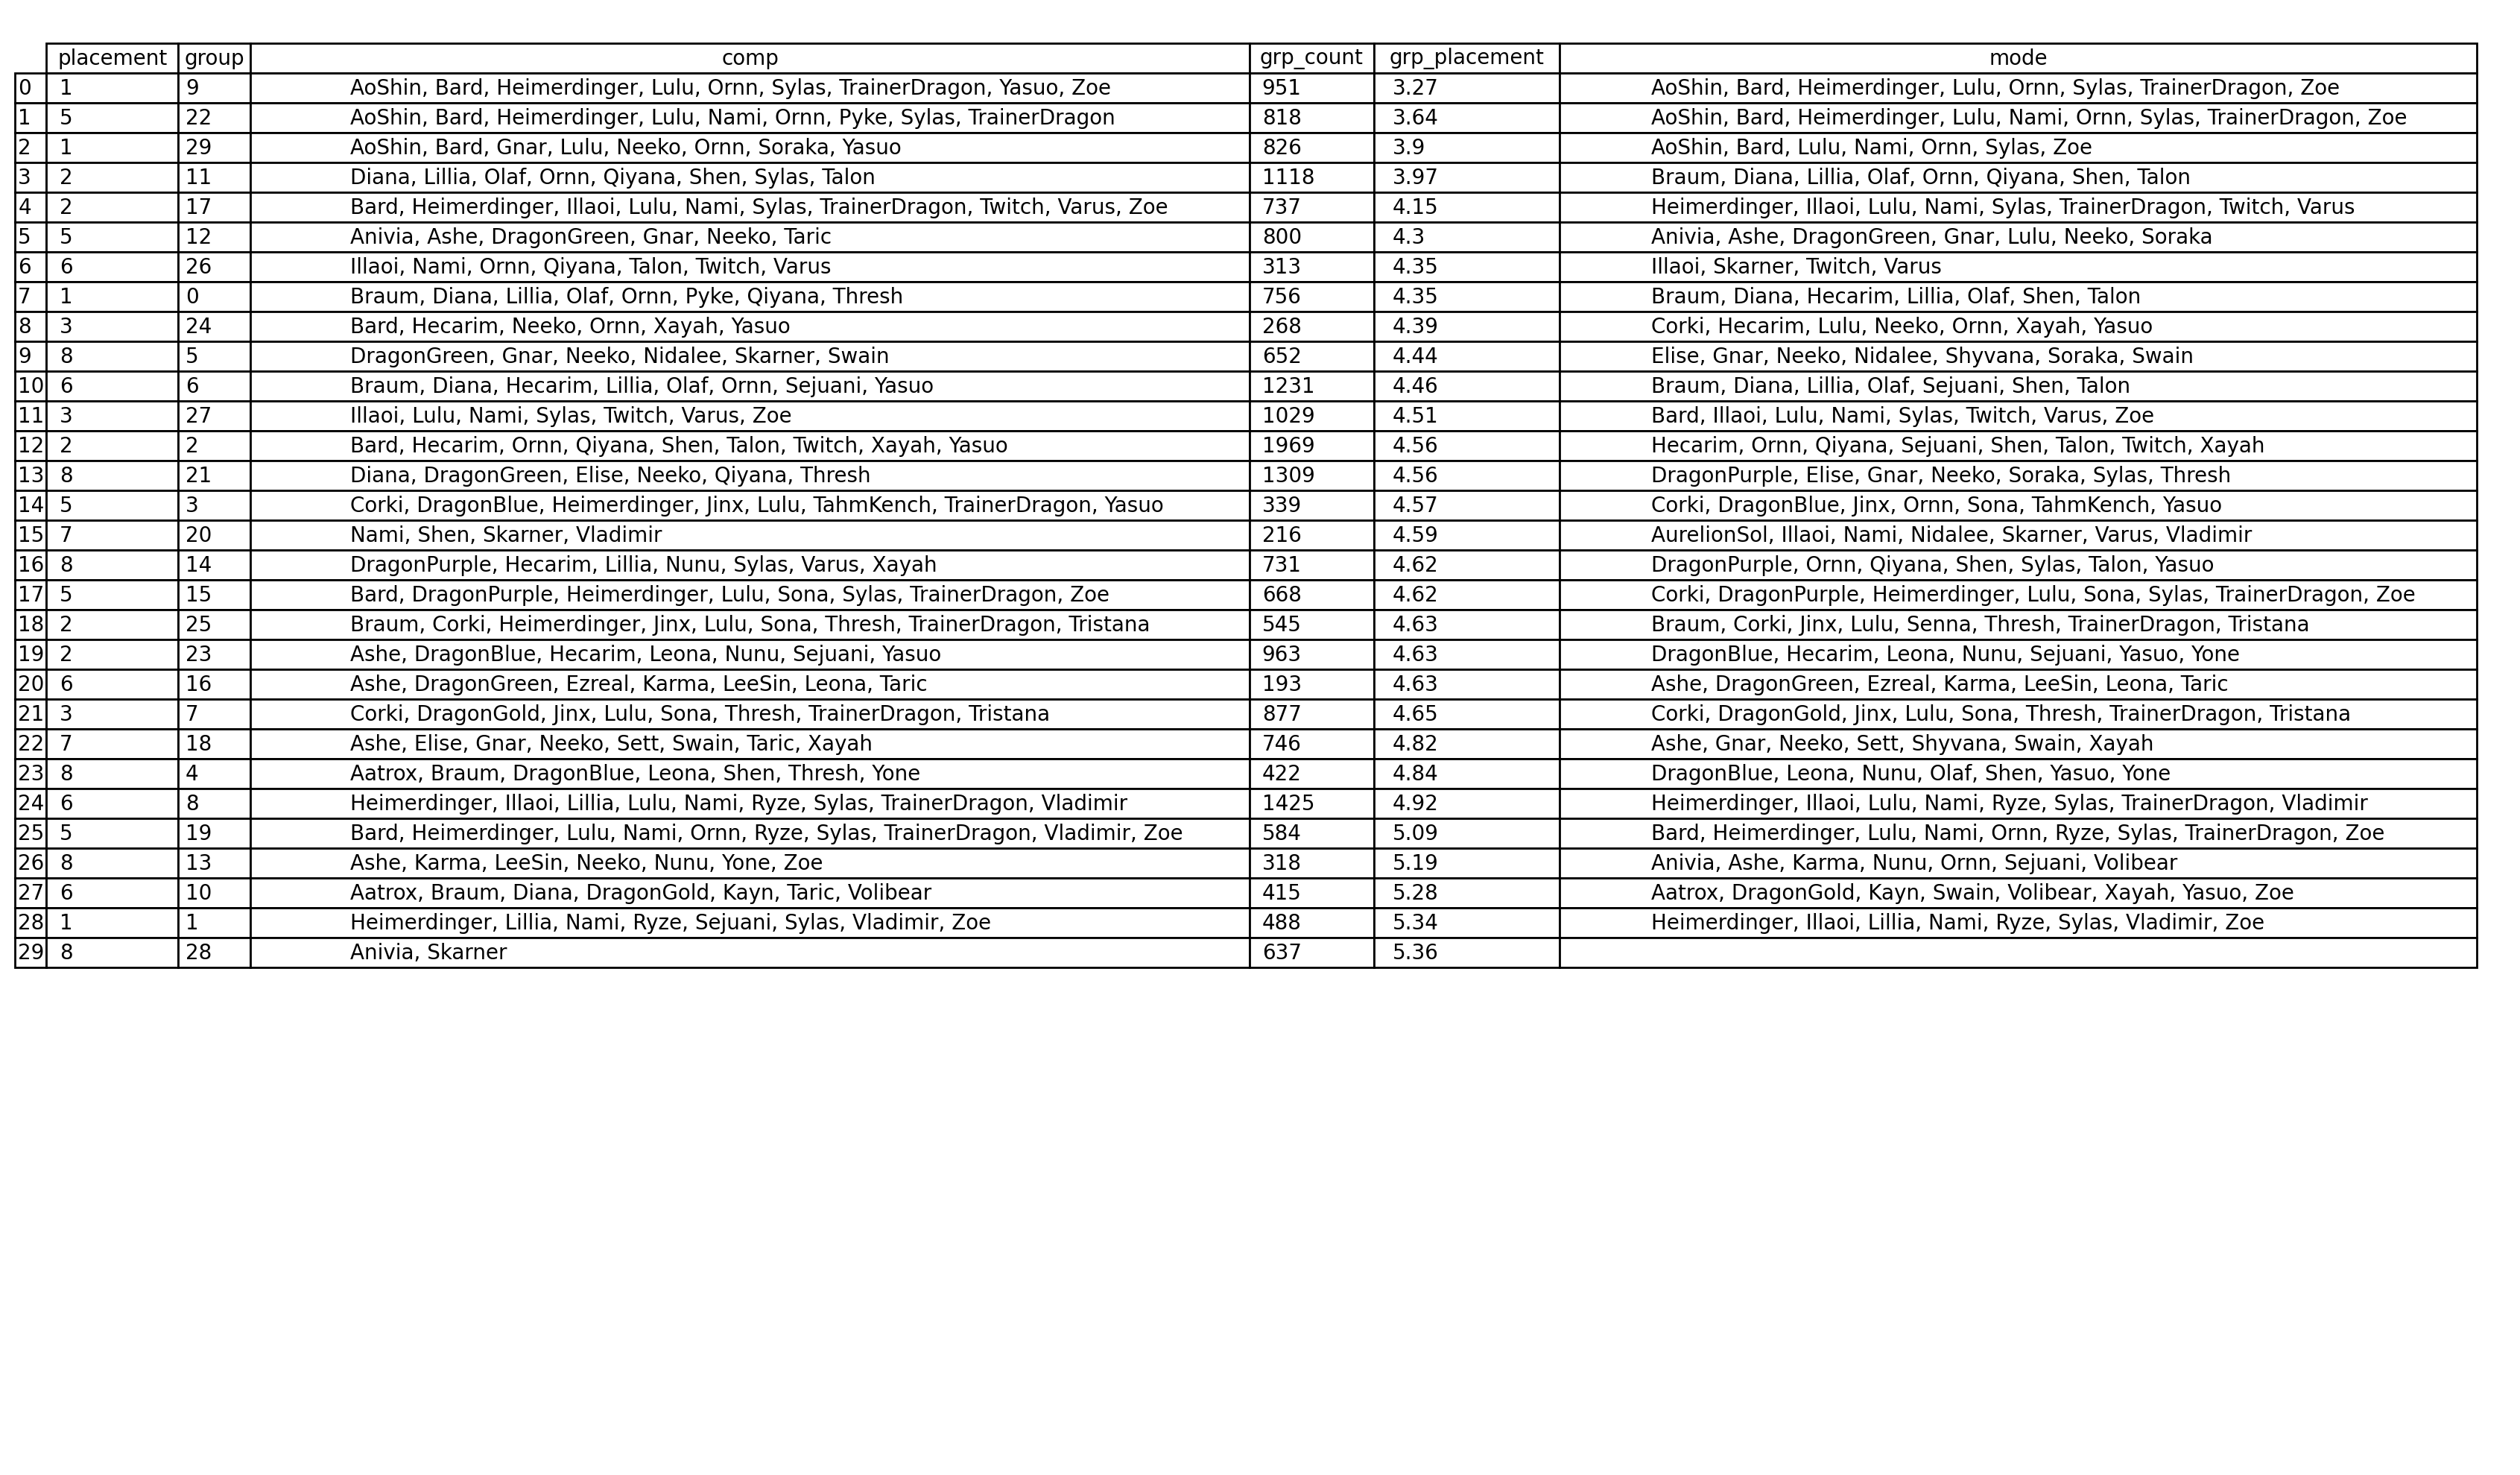 placement group comp grp_count grp_placement mode
0 1 9 AoShin, Bard, Heimerdinger, Lulu, Ornn, Sylas, TrainerDragon, Yasuo, Zoe 951 3.27 AoShin, Bard, Heimerdinger, Lulu, Ornn, Sylas, TrainerDragon, Zoe
1 5 22 AoShin, Bard, Heimerdinger, Lulu, Nami, Ornn, Pyke, Sylas, TrainerDragon 818 3.64 AoShin, Bard, Heimerdinger, Lulu, Nami, Ornn, Sylas, TrainerDragon, Zoe
2 1 29 AoShin, Bard, Gnar, Lulu, Neeko, Ornn, Soraka, Yasuo 826 3.9 AoShin, Bard, Lulu, Nami, Ornn, Sylas, Zoe
3 2 11 Diana, Lillia, Olaf, Ornn, Qiyana, Shen, Sylas, Talon 1118 3.97 Braum, Diana, Lillia, Olaf, Ornn, Qiyana, Shen, Talon
4 2 17 Bard, Heimerdinger, Illaoi, Lulu, Nami, Sylas, TrainerDragon, Twitch, Varus, Zoe 737 4.15 Heimerdinger, Illaoi, Lulu, Nami, Sylas, TrainerDragon, Twitch, Varus
5 5 12 Anivia, Ashe, DragonGreen, Gnar, Neeko, Taric 800 4.3 Anivia, Ashe, DragonGreen, Gnar, Lulu, Neeko, Soraka
6 6 26 Illaoi, Nami, Ornn, Qiyana, Talon, Twitch, Varus 313 4.35 Illaoi, Skarner, Twitch, Varus
7 1 0 Braum, Diana, Lillia, Olaf, Ornn, Pyke, Qiyana, Thresh 756 4.35 Braum, Diana, Hecarim, Lillia, Olaf, Shen, Talon
8 3 24 Bard, Hecarim, Neeko, Ornn, Xayah, Yasuo 268 4.39 Corki, Hecarim, Lulu, Neeko, Ornn, Xayah, Yasuo
9 8 5 DragonGreen, Gnar, Neeko, Nidalee, Skarner, Swain 652 4.44 Elise, Gnar, Neeko, Nidalee, Shyvana, Soraka, Swain
10 6 6 Braum, Diana, Hecarim, Lillia, Olaf, Ornn, Sejuani, Yasuo 1231 4.46 Braum, Diana, Lillia, Olaf, Sejuani, Shen, Talon
11 3 27 Illaoi, Lulu, Nami, Sylas, Twitch, Varus, Zoe 1029 4.51 Bard, Illaoi, Lulu, Nami, Sylas, Twitch, Varus, Zoe
12 2 2 Bard, Hecarim, Ornn, Qiyana, Shen, Talon, Twitch, Xayah, Yasuo 1969 4.56 Hecarim, Ornn, Qiyana, Sejuani, Shen, Talon, Twitch, Xayah
13 8 21 Diana, DragonGreen, Elise, Neeko, Qiyana, Thresh 1309 4.56 DragonPurple, Elise, Gnar, Neeko, Soraka, Sylas, Thresh
14 5 3 Corki, DragonBlue, Heimerdinger, Jinx, Lulu, TahmKench, TrainerDragon, Yasuo 339 4.57 Corki, DragonBlue, Jinx, Ornn, Sona, TahmKench, Yasuo
15 7 20 Nami, Shen, Skarner, Vladimir 216 4.59 AurelionSol, Illaoi, Nami, Nidalee, Skarner, Varus, Vladimir
16 8 14 DragonPurple, Hecarim, Lillia, Nunu, Sylas, Varus, Xayah 731 4.62 DragonPurple, Ornn, Qiyana, Shen, Sylas, Talon, Yasuo
17 5 15 Bard, DragonPurple, Heimerdinger, Lulu, Sona, Sylas, TrainerDragon, Zoe 668 4.62 Corki, DragonPurple, Heimerdinger, Lulu, Sona, Sylas, TrainerDragon, Zoe
18 2 25 Braum, Corki, Heimerdinger, Jinx, Lulu, Sona, Thresh, TrainerDragon, Tristana 545 4.63 Braum, Corki, Jinx, Lulu, Senna, Thresh, TrainerDragon, Tristana
19 2 23 Ashe, DragonBlue, Hecarim, Leona, Nunu, Sejuani, Yasuo 963 4.63 DragonBlue, Hecarim, Leona, Nunu, Sejuani, Yasuo, Yone
20 6 16 Ashe, DragonGreen, Ezreal, Karma, LeeSin, Leona, Taric 193 4.63 Ashe, DragonGreen, Ezreal, Karma, LeeSin, Leona, Taric
21 3 7 Corki, DragonGold, Jinx, Lulu, Sona, Thresh, TrainerDragon, Tristana 877 4.65 Corki, DragonGold, Jinx, Lulu, Sona, Thresh, TrainerDragon, Tristana
22 7 18 Ashe, Elise, Gnar, Neeko, Sett, Swain, Taric, Xayah 746 4.82 Ashe, Gnar, Neeko, Sett, Shyvana, Swain, Xayah
23 8 4 Aatrox, Braum, DragonBlue, Leona, Shen, Thresh, Yone 422 4.84 DragonBlue, Leona, Nunu, Olaf, Shen, Yasuo, Yone
24 6 8 Heimerdinger, Illaoi, Lillia, Lulu, Nami, Ryze, Sylas, TrainerDragon, Vladimir 1425 4.92 Heimerdinger, Illaoi, Lulu, Nami, Ryze, Sylas, TrainerDragon, Vladimir
25 5 19 Bard, Heimerdinger, Lulu, Nami, Ornn, Ryze, Sylas, TrainerDragon, Vladimir, Zoe 584 5.09 Bard, Heimerdinger, Lulu, Nami, Ornn, Ryze, Sylas, TrainerDragon, Zoe
26 8 13 Ashe, Karma, LeeSin, Neeko, Nunu, Yone, Zoe 318 5.19 Anivia, Ashe, Karma, Nunu, Ornn, Sejuani, Volibear
27 6 10 Aatrox, Braum, Diana, DragonGold, Kayn, Taric, Volibear 415 5.28 Aatrox, DragonGold, Kayn, Swain, Volibear, Xayah, Yasuo, Zoe
28 1 1 Heimerdinger, Lillia, Nami, Ryze, Sejuani, Sylas, Vladimir, Zoe 488 5.34 Heimerdinger, Illaoi, Lillia, Nami, Ryze, Sylas, Vladimir, Zoe
29 8 28 Anivia, Skarner 637 5.36